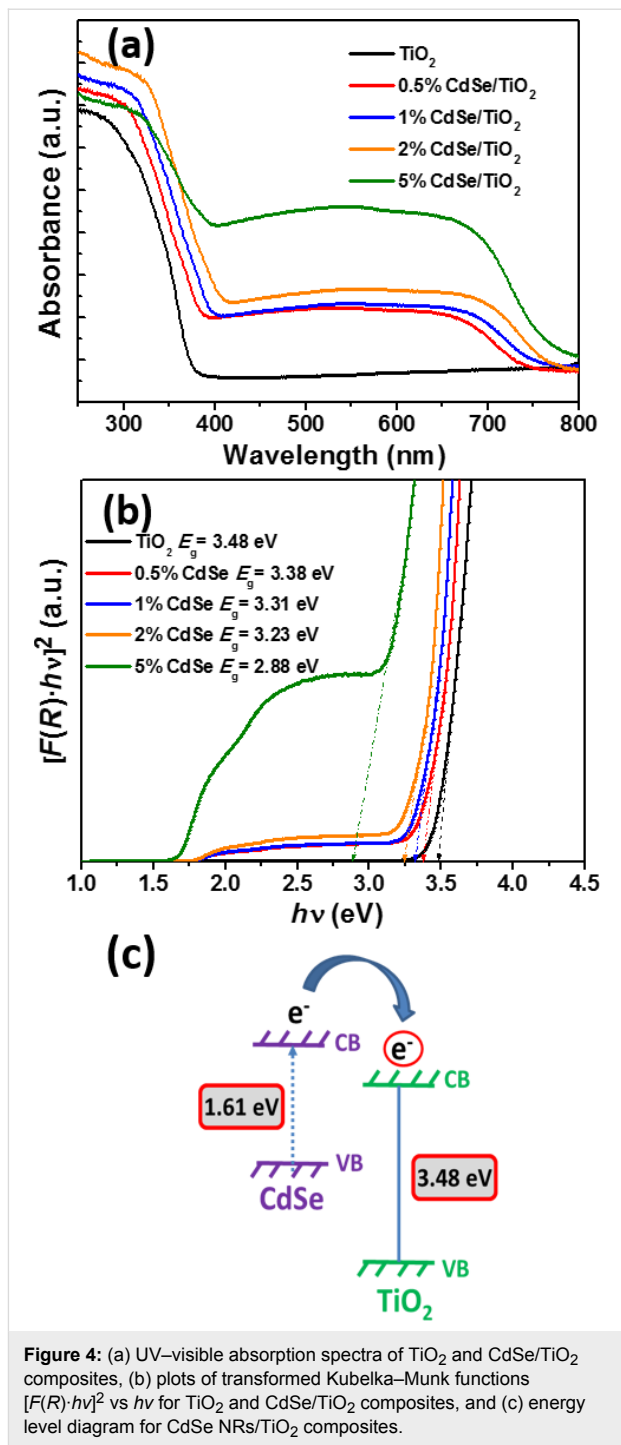 (a)
TiO₂
0.5% CdSe/TiO₂
1% CdSe/TiO₂
2% CdSe/TiO₂
5% CdSe/TiO₂
Absorbance (a.u.)
300 400 500 600 700 800
Wavelength (nm)
(b)
TiO₂ E_g = 3.48 eV
0.5% CdSe E_g = 3.38 eV
1% CdSe E_g = 3.31 eV
2% CdSe E_g = 3.23 eV
5% CdSe E_g = 2.88 eV
[F(R)·hν]² (a.u.)
1.0 1.5 2.0 2.5 3.0 3.5 4.0 4.5
hν (eV)
(c)
e⁻
CB
e⁻
CB
1.61 eV
VB
CdSe
3.48 eV
VB
TiO₂
Figure 4: (a) UV–visible absorption spectra of TiO₂ and CdSe/TiO₂
composites, (b) plots of transformed Kubelka–Munk functions
[F(R)·hν]² vs hν for TiO₂ and CdSe/TiO₂ composites, and (c) energy
level diagram for CdSe NRs/TiO₂ composites.